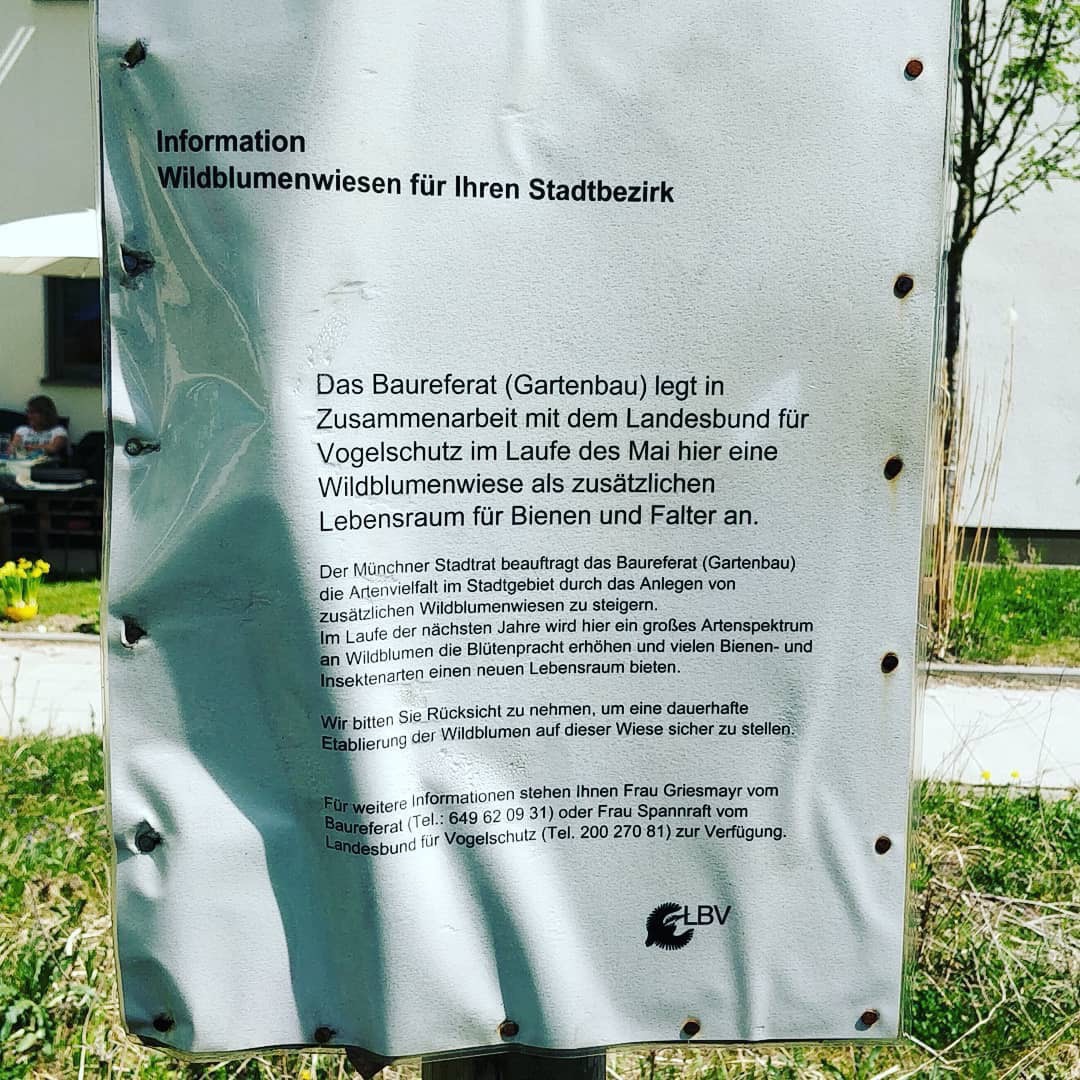 Information
Wildblumenwiesen für Ihren Stadtbezirk
Das Baureferat (Gartenbau) legt in
Zusammenarbeit mit dem Landesbund für
Vogelschutz im Laufe des Mai hier eine
Wildblumenwiese als zusätzlichen
Lebensraum für Bienen und Falter an.
Der Münchner Stadtrat beauftragt das Baureferat (Gartenbau)
die Artenvielfalt im Stadtgebiet durch das Anlegen von
zusätzlichen Wildblumenwiesen zu steigern.
Im Laufe der nächsten Jahre wird hier ein großes Artenspektrum
an Wildblumen die Blütenpracht erhöhen und vielen Bienen- und
Insektenarten einen neuen Lebensraum bieten.
Wir bitten Sie Rücksicht zu nehmen, um eine dauerhafte
Etablierung der Wildblumen auf dieser Wiese sicher zu stellen.
Für weitere Informationen stehen Ihnen Frau Griesmayr vom
Baureferat (Tel.: 649 62 09 31) oder Frau Spannraft vom
Landesbund für Vogelschutz (Tel. 200 270 81) zur Verfügung.
LBV